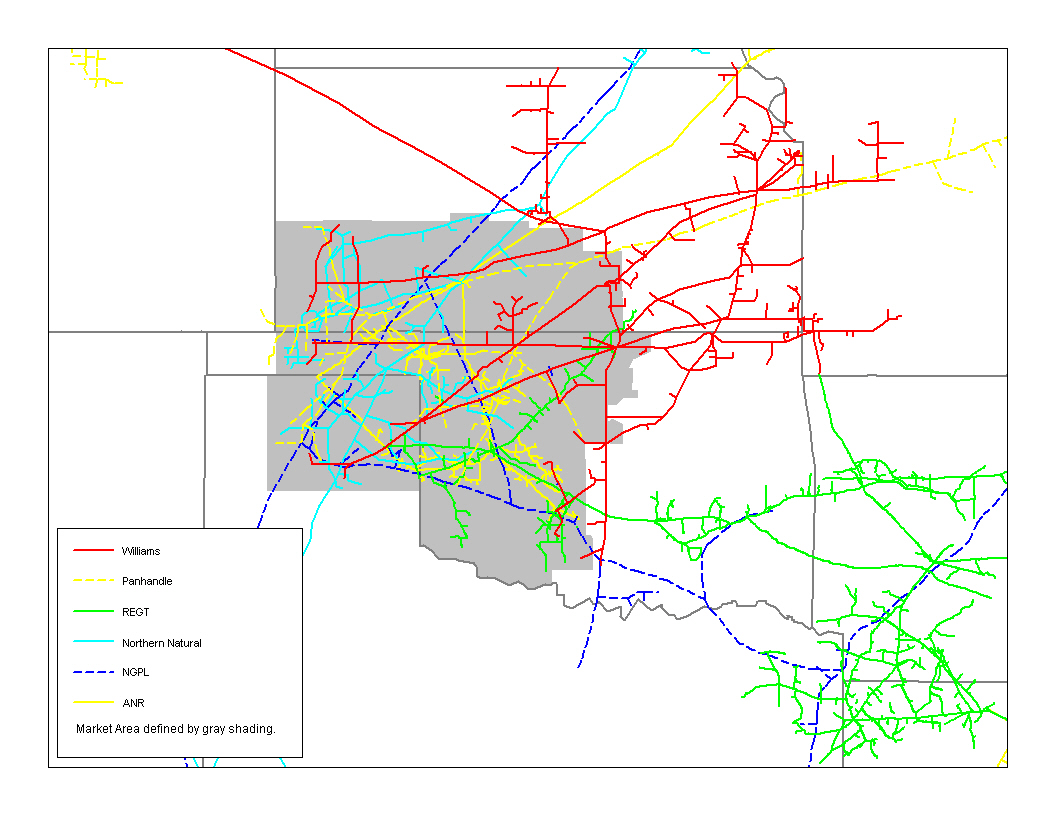 Williams
Panhandle
REGT
Northern Natural
NGPL
ANR
Market Area defined by gray shading.